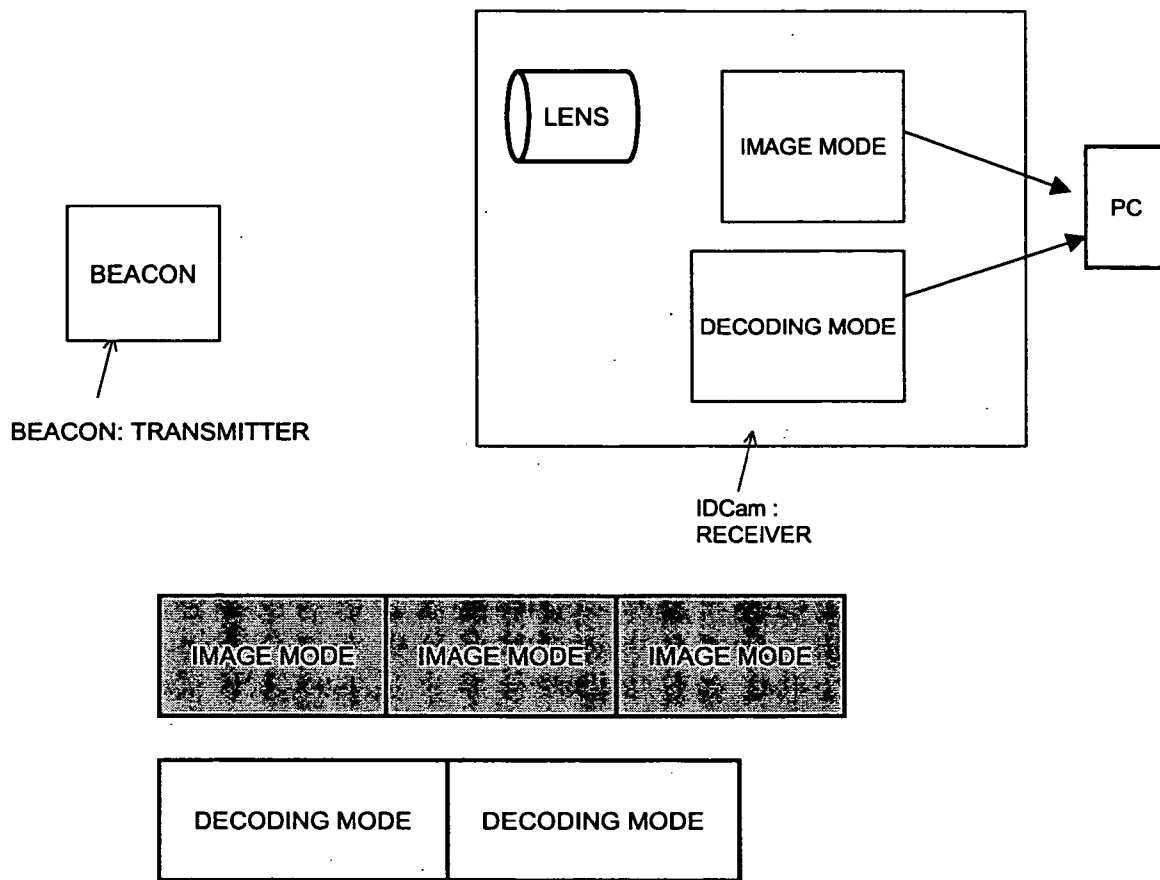 LENS
IMAGE MODE
PC
BEACON
DECODING MODE
BEACON: TRANSMITTER
IDCam :
RECEIVER
IMAGE MODE IMAGE MODE IMAGE MODE
DECODING MODE DECODING MODE